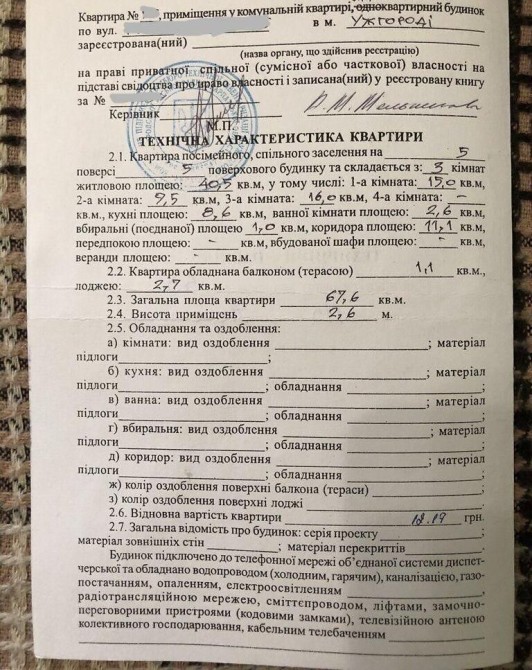 Квартира № , приміщення у комунальній квартирі, одноквартирний будинок
по вул. в м. УЖГОРОДІ
зареєстрована(ний)
(назва органу, що здійснив реєстрацію)
на праві приватної спільної (сумісної або часткової) власності на
підставі свідоцтва про право власності і записана(ний) у реєстровану книгу
за №
Керівник
М.П.
ТЕХНІЧНА ХАРАКТЕРИСТИКА КВАРТИРИ
2.1. Квартира посімейного, спільного заселення на 5
поверсі 5 поверхового будинку та складається з: 3 кімнат
житловою площею: 40,5 кв.м, у тому числі: 1-а кімната: 15,0 кв.м,
2-а кімната: 9,5 кв.м, 3-а кімната: 16,0 кв.м, 4-а кімната: –
кв.м., кухні площею: 8,6 кв.м, ванної кімнати площею: 2,6 кв.м,
вбиральні (поєднаної) площею 1,0 кв.м, коридора площею: 11,1 кв.м,
передпокою площею: - кв.м, вбудованої шафи площею: - кв.м,
веранди площею: - кв.м.
2.2. Квартира обладнана балконом (терасою) 1,1 кв.м.,
лоджею: 2,7 кв.м.
2.3. Загальна площа квартири 67,6 кв.м.
2.4. Висота приміщень 2,6 м.
2.5. Обладнання та оздоблення:
а) кімнати: вид оздоблення ; матеріал
підлоги ;
б) кухня: вид оздоблення ; матеріал
підлоги ; обладнання
в) ванна: вид оздоблення ; матеріал
підлоги ; обладнання
г) вбиральня: вид оздоблення ; матеріал
підлоги ; обладнання
д) коридор: вид оздоблення ; матеріал
підлоги ; обладнання
ж) колір оздоблення поверхні балкона (тераси)
з) колір оздоблення поверхні лоджі
2.6. Відновна вартість квартири 12.19 грн.
2.7. Загальна відомість про будинок: серія проекту ;
матеріал зовнішніх стін ; матеріал перекриттів .
Будинок підключено до телефонної мережі об'єднаної системи диспет-
черської та обладнано водопроводом (холодним, гарячим), каналізацією, газо-
постачанням, опаленням, електроосвітленням ,
радіотрансляційною мережею, сміттєпроводом, ліфтами, замочно-
переговорними пристроями (кодовими замками), телевізійною антеною
колективного господарювання, кабельним телебаченням